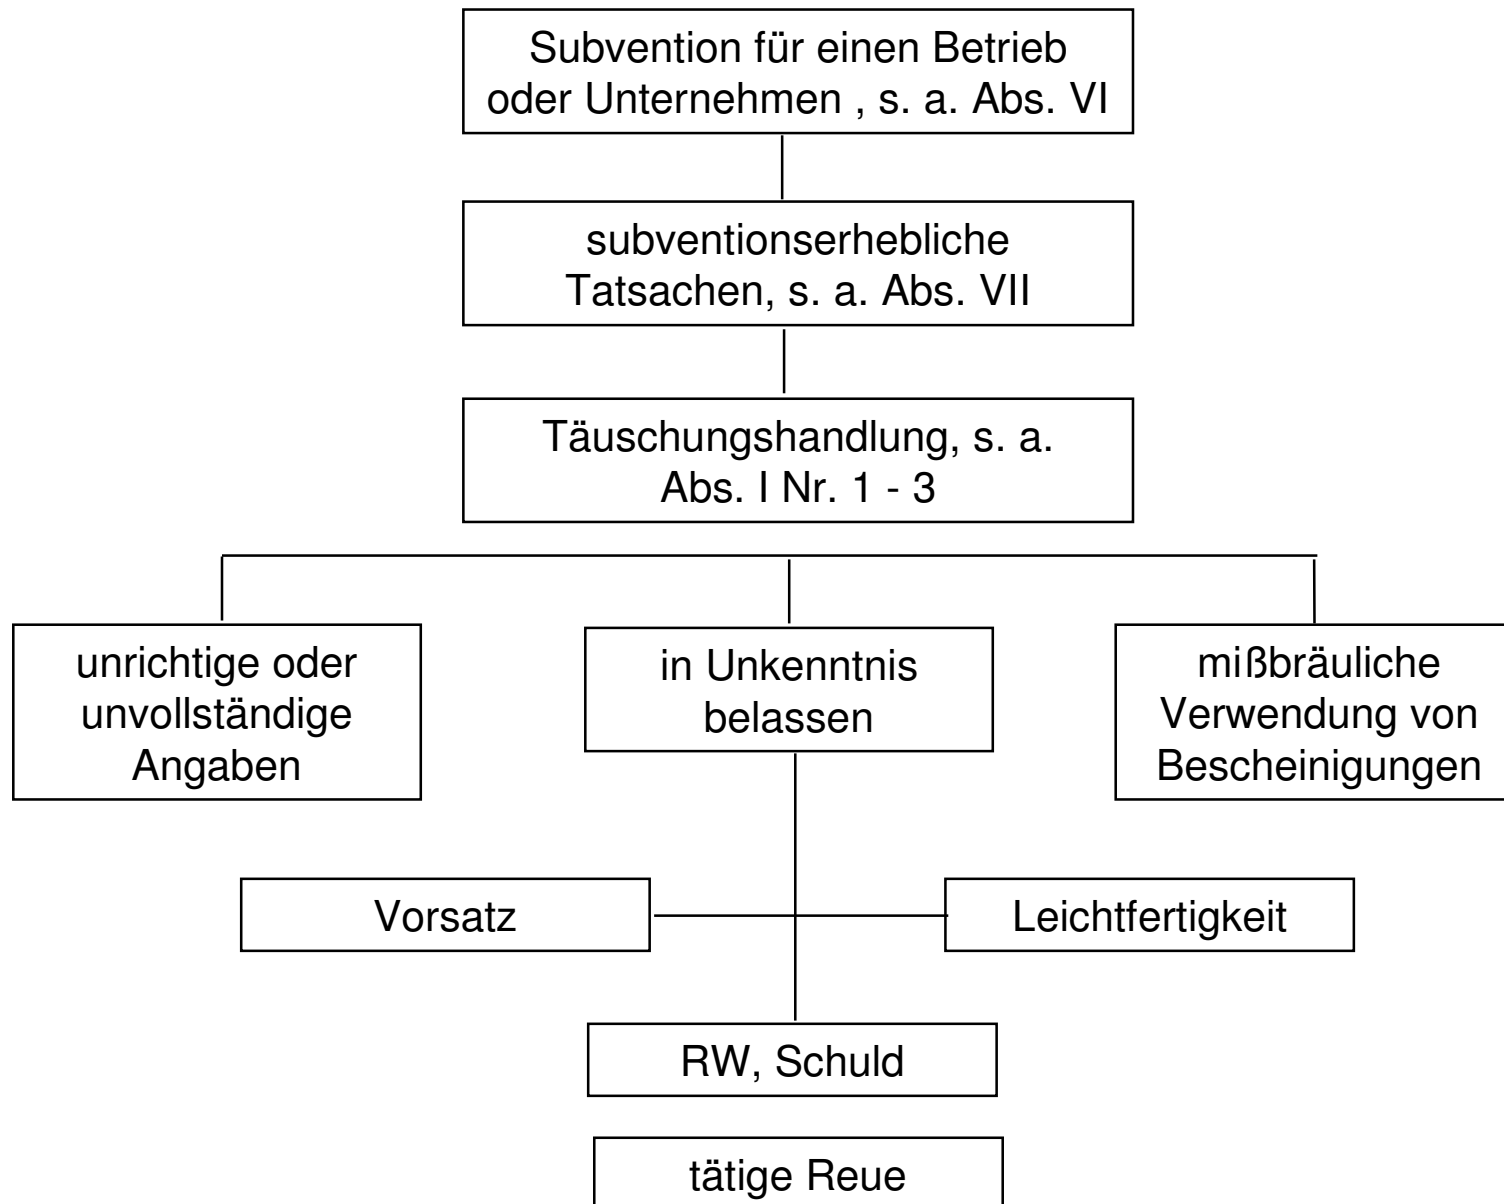 Subvention für einen Betrieb
oder Unternehmen , s. a. Abs. VI
subventionserhebliche
Tatsachen, s. a. Abs. VII
Täuschungshandlung, s. a.
Abs. I Nr. 1 - 3
unrichtige oder
unvollständige
Angaben
in Unkenntnis
belassen
mißbräuliche
Verwendung von
Bescheinigungen
Vorsatz
Leichtfertigkeit
RW, Schuld
tätige Reue